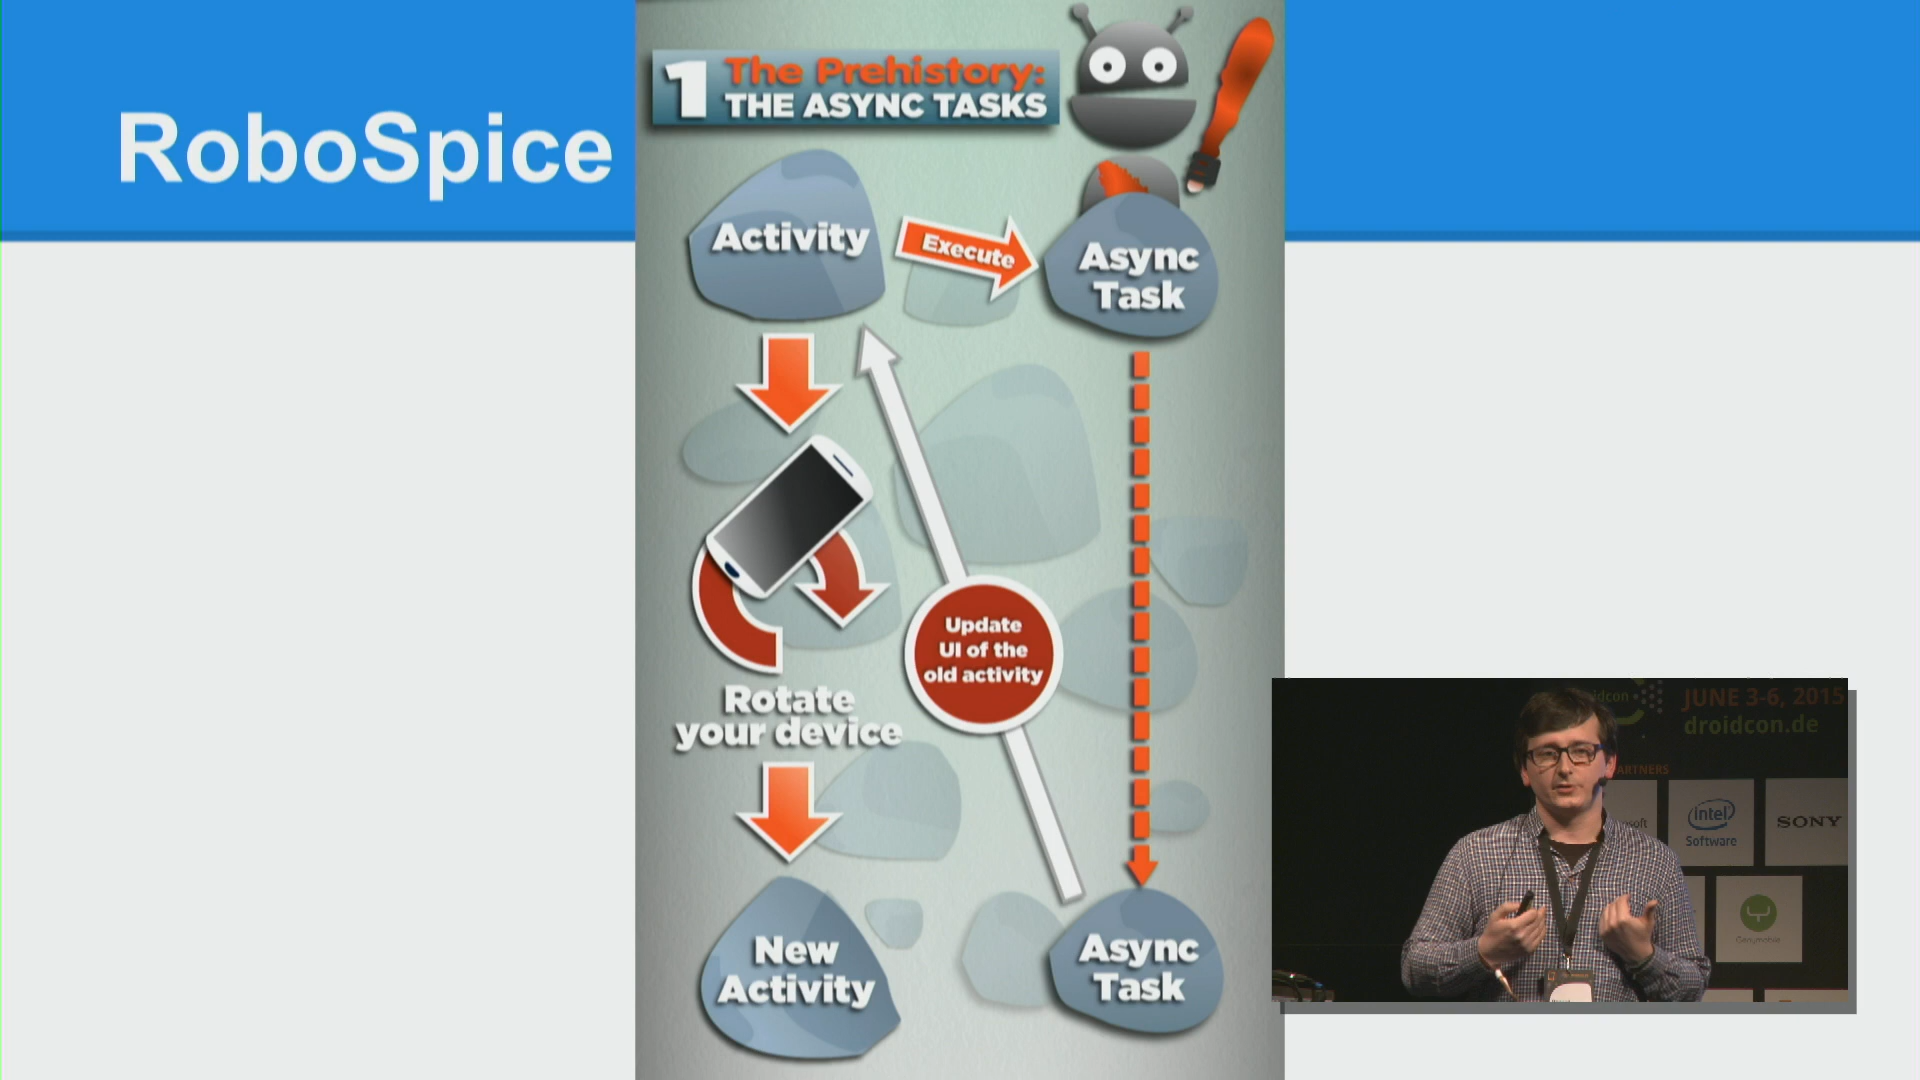 RoboSpice
1
The Prehistory:
THE ASYNC TASKS
Activity
Execute
Async
Task
Update
UI of the
old activity
Rotate
your device
New
Activity
Async
Task
JUNE 3-6, 2015
droidcon.de
intel
Software
SONY
Genymobile